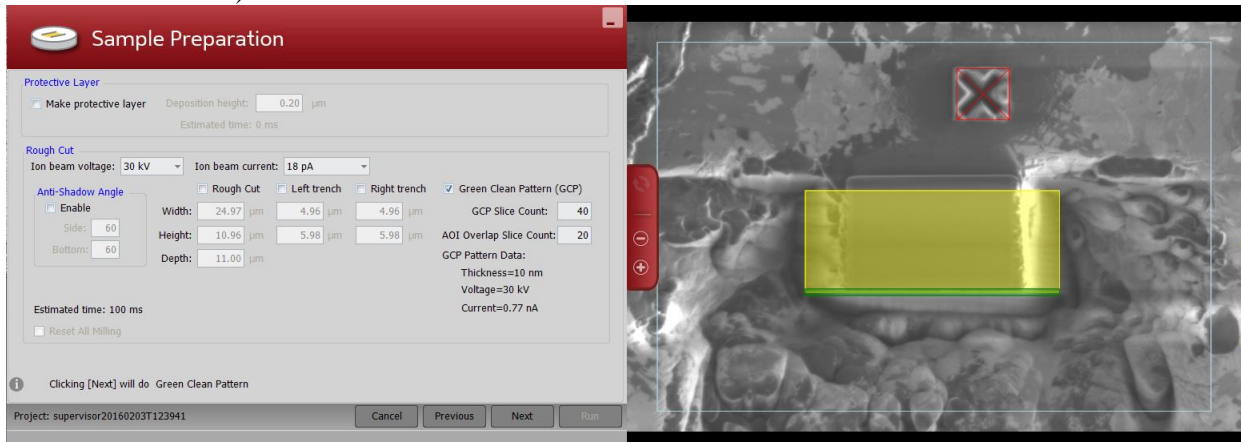 Sample Preparation
Protective Layer
Make protective layer Deposition height: 0.20 µm
Estimated time: 0 ms
Rough Cut
Ion beam voltage: 30 kV Ion beam current: 18 pA
Anti-Shadow Angle Rough Cut Left trench Right trench Green Clean Pattern (GCP)
Enable Width: 24.97 µm 4.96 µm 4.96 µm GCP Slice Count: 40
Side: 60 Height: 10.96 µm 5.98 µm 5.98 µm AOI Overlap Slice Count: 20
Bottom: 60 Depth: 11.00 µm GCP Pattern Data:
Thickness=10 nm
Voltage=30 kV
Estimated time: 100 ms Current=0.77 nA
Reset All Milling
Clicking [Next] will do Green Clean Pattern
Project: supervisor20160203T123941 Cancel Previous Next Run